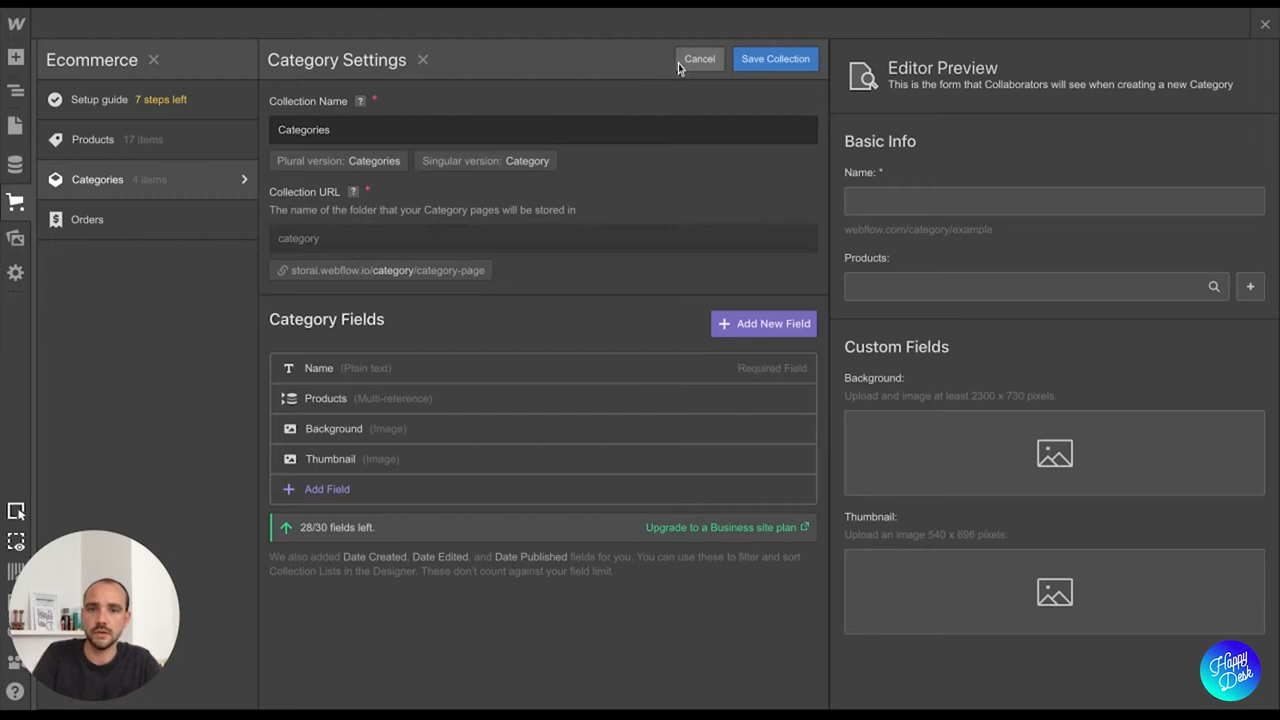 Ecommerce
Setup guide 7 steps left
Products 17 items
Categories 4 items
Orders
Category Settings
Cancel
Save Collection
Collection Name ? *
Categories
Plural version: Categories
Singular version: Category
Collection URL ? *
The name of the folder that your Category pages will be stored in
category
storai.webflow.io/category/category-page
Category Fields
+ Add New Field
Name (Plain text) Required Field
Products (Multi-reference)
Background (Image)
Thumbnail (Image)
+ Add Field
28/30 fields left. Upgrade to a Business site plan
We also added Date Created, Date Edited, and Date Published fields for you. You can use these to filter and sort
Collection Lists in the Designer. These don't count against your field limit.
Editor Preview
This is the form that Collaborators will see when creating a new Category
Basic Info
Name: *
webflow.com/category/example
Products:
Custom Fields
Background:
Upload and image at least 2300 x 730 pixels
Thumbnail:
Upload an image 540 x 696 pixels.
Happy
Desk